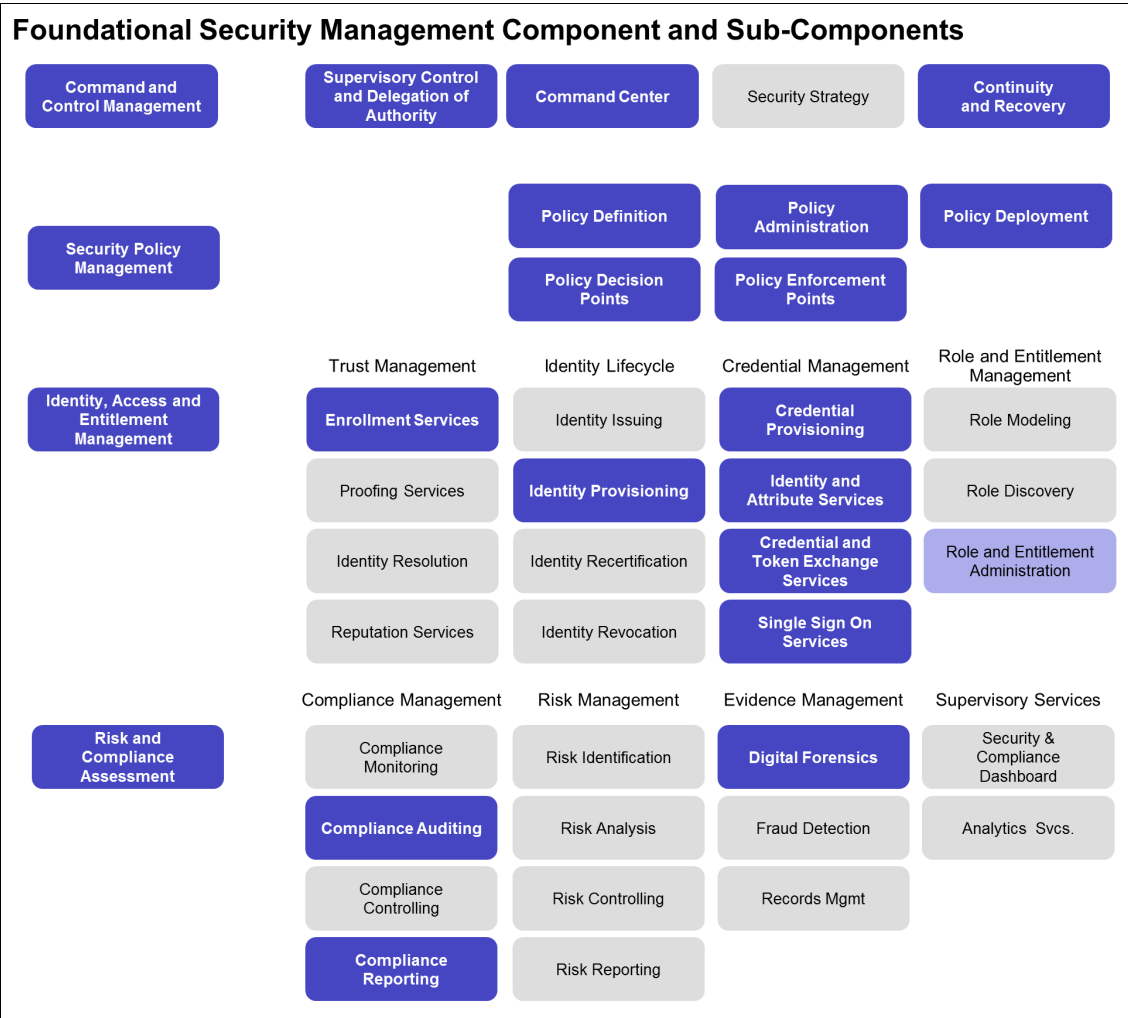 Foundational Security Management Component and Sub-Components
Command and
Control Management
Supervisory Control
and Delegation of
Authority
Command Center
Security Strategy
Continuity
and Recovery
Security Policy
Management
Policy Definition
Policy
Administration
Policy Deployment
Policy Decision
Points
Policy Enforcement
Points
Identity, Access and
Entitlement
Management
Trust Management
Enrollment Services
Proofing Services
Identity Resolution
Reputation Services
Identity Lifecycle
Identity Issuing
Identity Provisioning
Identity Recertification
Identity Revocation
Credential Management
Credential
Provisioning
Identity and
Attribute Services
Credential and
Token Exchange
Services
Single Sign On
Services
Role and Entitlement
Management
Role Modeling
Role Discovery
Role and Entitlement
Administration
Risk and
Compliance
Assessment
Compliance Management
Compliance
Monitoring
Compliance Auditing
Compliance
Controlling
Compliance
Reporting
Risk Management
Risk Identification
Risk Analysis
Risk Controlling
Risk Reporting
Evidence Management
Digital Forensics
Fraud Detection
Records Mgmt
Supervisory Services
Security &
Compliance
Dashboard
Analytics Svcs.